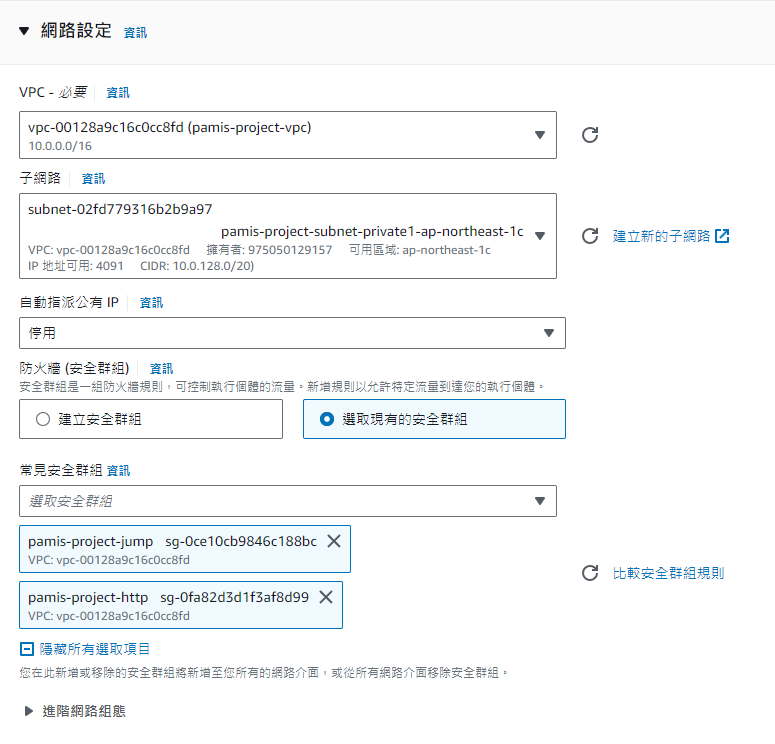 網路設定 資訊
VPC - 必要 資訊
vpc-00128a9c16c0cc8fd (pamis-project-vpc)
10.0.0.0/16
子網路 資訊
subnet-02fd779316b2b9a97
pamis-project-subnet-private1-ap-northeast-1c
VPC: vpc-00128a9c16c0cc8fd 擁有者: 975050129157 可用區域: ap-northeast-1c
IP 地址可用: 4091 CIDR: 10.0.128.0/20)
建立新的子網路
自動指派公有 IP 資訊
停用
防火牆 (安全群組) 資訊
安全群組是一組防火牆規則，可控制執行個體的流量。新增規則以允許特定流量到達您的執行個體。
建立安全群組 選取現有的安全群組
常見安全群組 資訊
選取安全群組
pamis-project-jump sg-0ce10cb9846c188bc
VPC: vpc-00128a9c16c0cc8fd
比較安全群組規則
pamis-project-http sg-0fa82d3d1f3af8d99
VPC: vpc-00128a9c16c0cc8fd
隱藏所有選取項目
您在此新增或移除的安全群組將新增至您所有的網路介面，或從所有網路介面移除安全群組。
進階網路組態